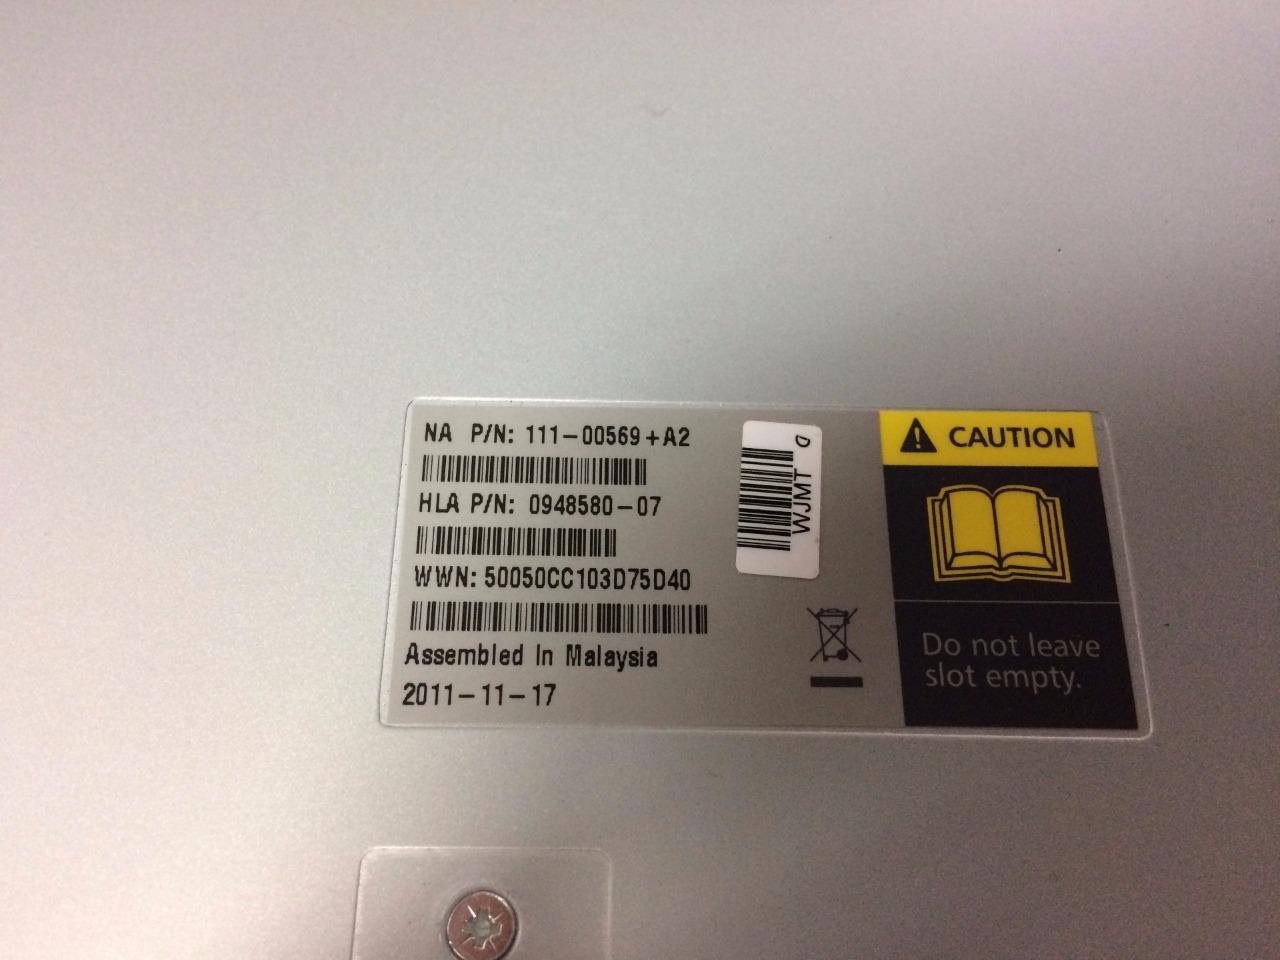 NA P/N: 111-00569+A2
HLA P/N: 0948580-07
WWN: 50050CC103D75D40
Assembled In Malaysia
2011-11-17
WJMT 0
CAUTION
Do not leave
slot empty.